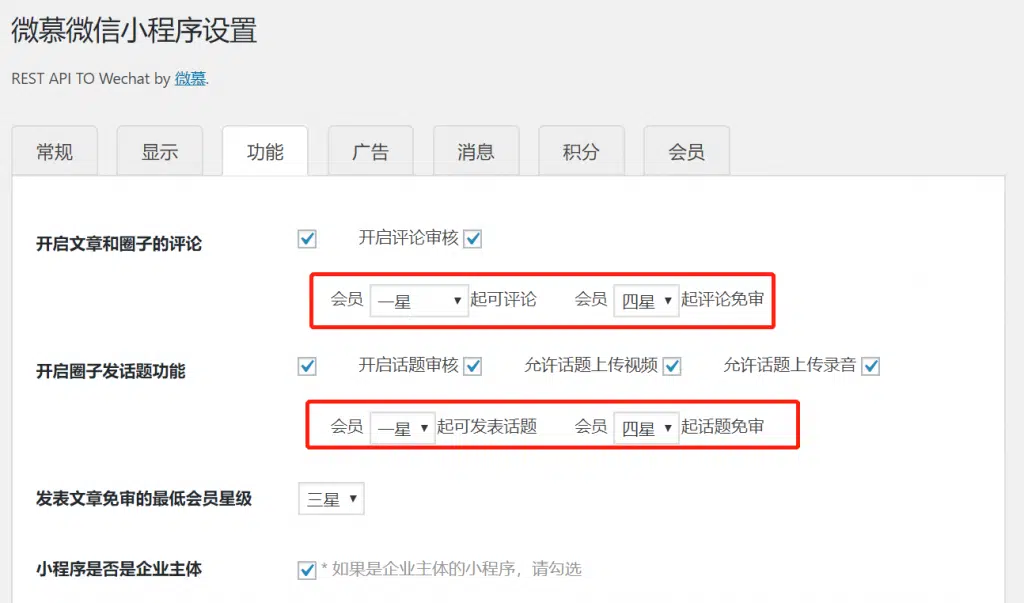 微慕微信小程序设置
REST API TO Wechat by 微慕.
常规 显示 功能 广告 消息 积分 会员
开启文章和圈子的评论 开启评论审核
会员 一星 起可评论 会员 四星 起评论免审
开启圈子发话题功能 开启话题审核 允许话题上传视频 允许话题上传录音
会员 一星 起可发表话题 会员 四星 起话题免审
发表文章免审的最低会员星级 三星
小程序是否是企业主体 * 如果是企业主体的小程序，请勾选